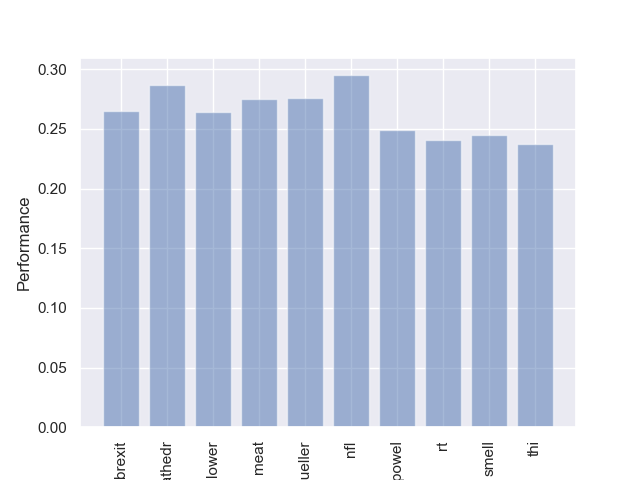 0.30
0.25
0.20
0.15
0.10
0.05
0.00
Performance
brexit
athedr
lower
meat
ueller
nfl
powel
rt
smell
thi